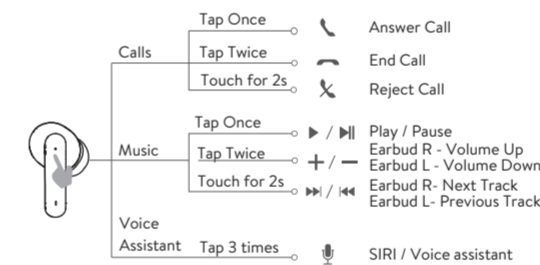 Tap Once Answer Call
Calls Tap Twice End Call
Touch for 2s Reject Call
Tap Once Play / Pause
Music Tap Twice / Earbud R - Volume Up
Earbud L - Volume Down
Touch for 2s / Earbud R- Next Track
Earbud L- Previous Track
Voice
Assistant Tap 3 times SIRI / Voice assistant